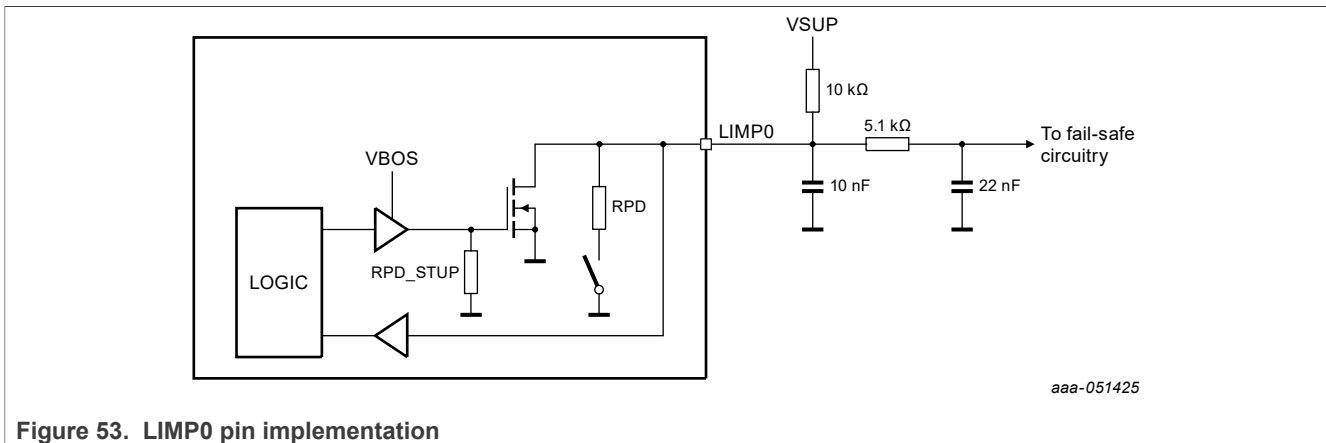 VSUP
10 kΩ
LIMP0
5.1 kΩ
To fail-safe
circuitry
VBOS
10 nF
22 nF
RPD
LOGIC
RPD_STUP
aaa-051425
Figure 53. LIMP0 pin implementation